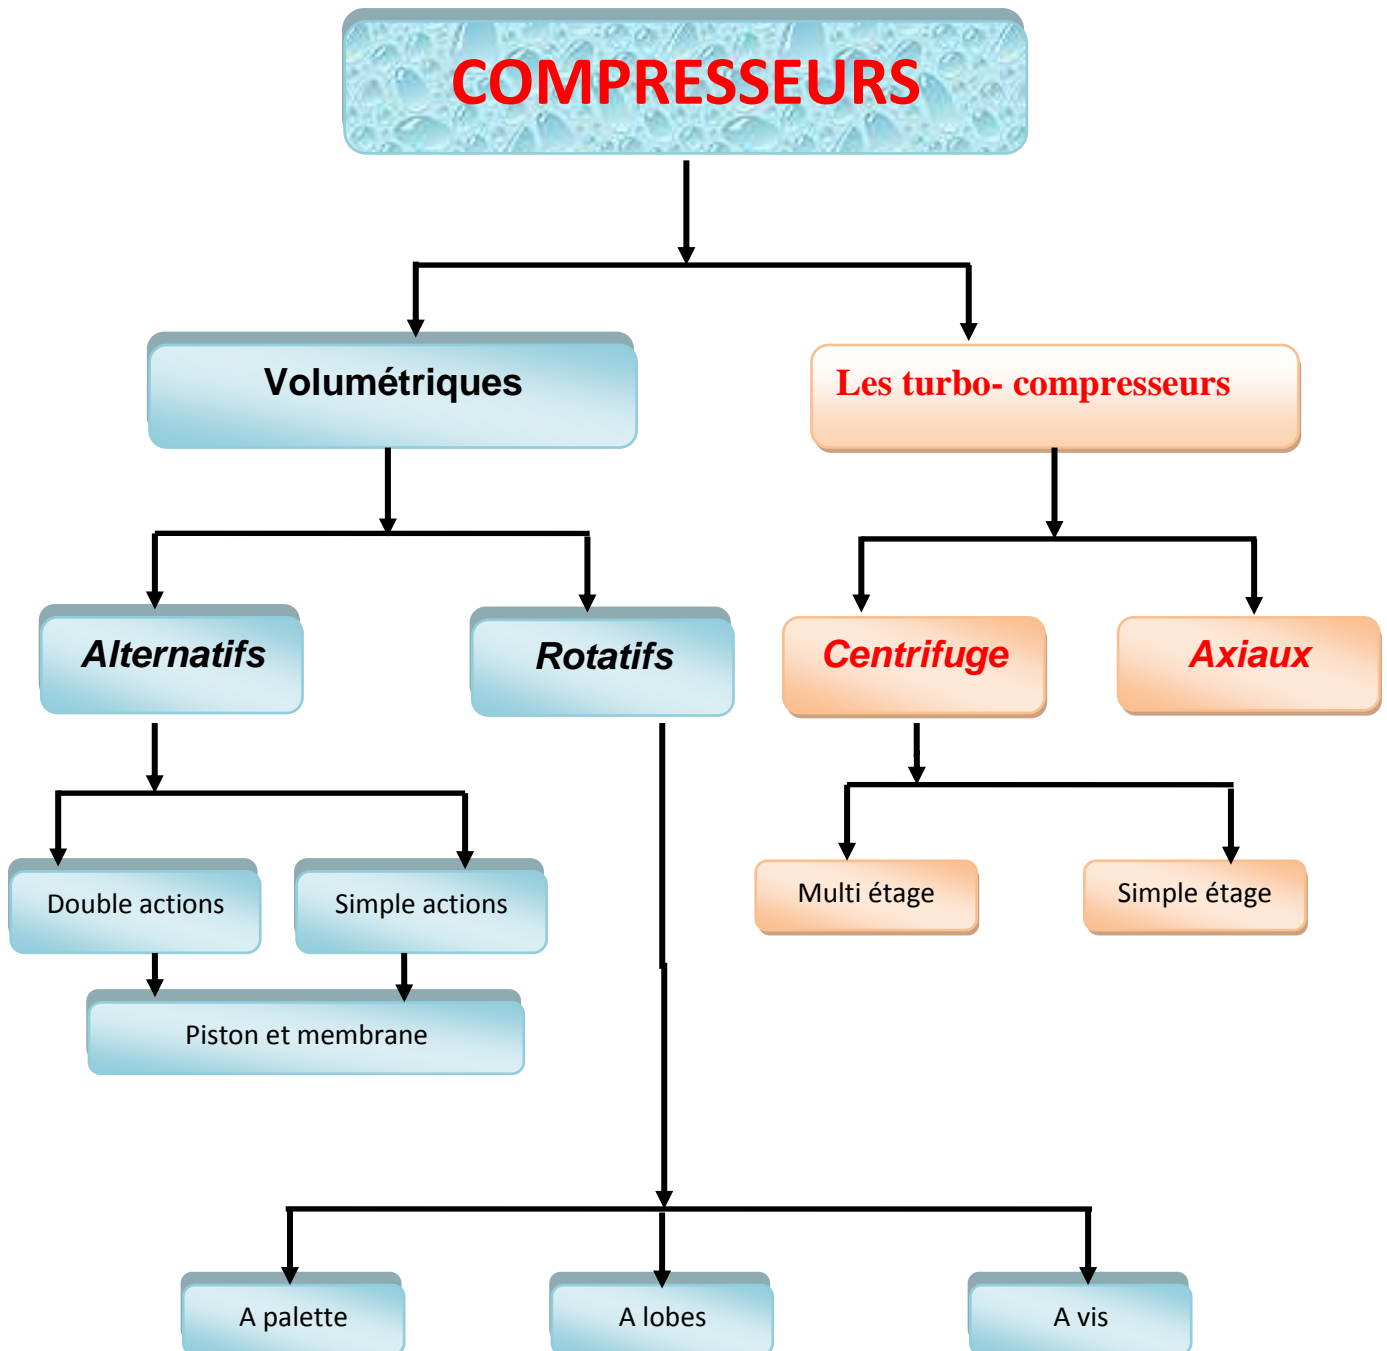 COMPRESSEURS
Volumétriques
Les turbo- compresseurs
Alternatifs
Rotatifs
Centrifuge
Axiaux
Double actions
Simple actions
Multi étage
Simple étage
Piston et membrane
A palette
A lobes
A vis